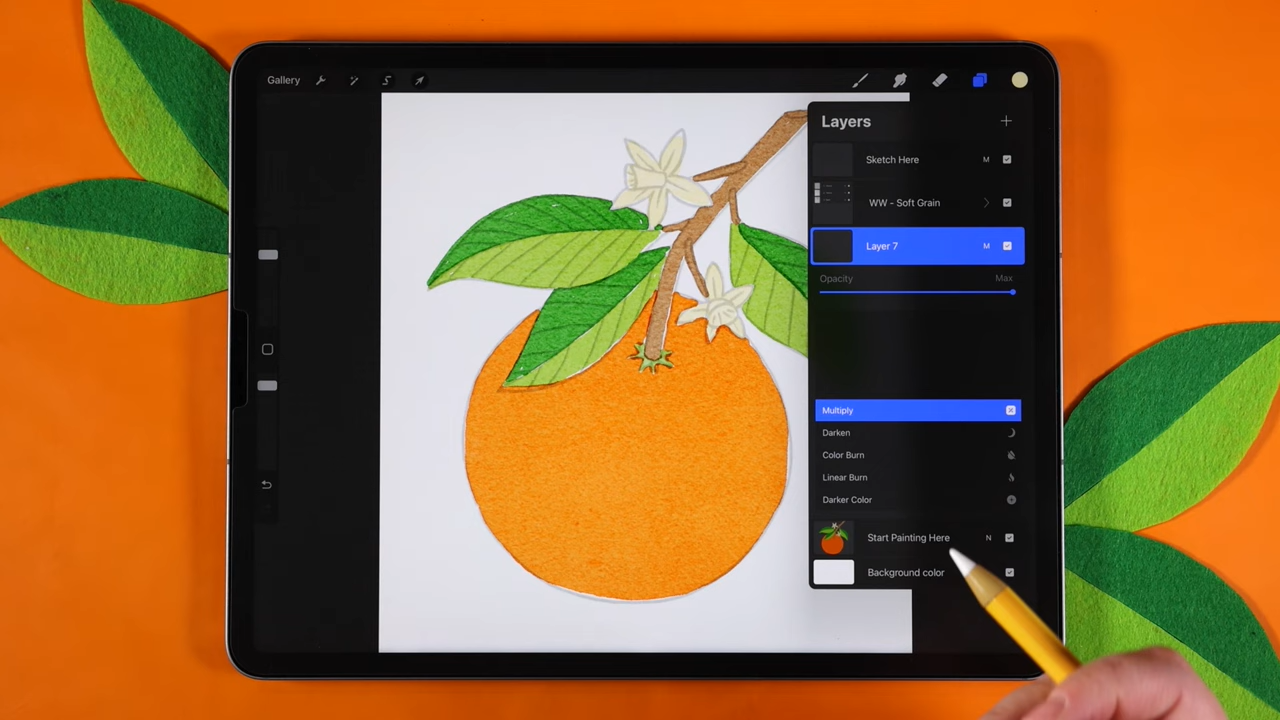 Gallery
Layers
Sketch Here M
WW - Soft Grain
Layer 7 M
Opacity Max
Multiply
Darken
Color Burn
Linear Burn
Darker Color
Start Painting Here N
Background color